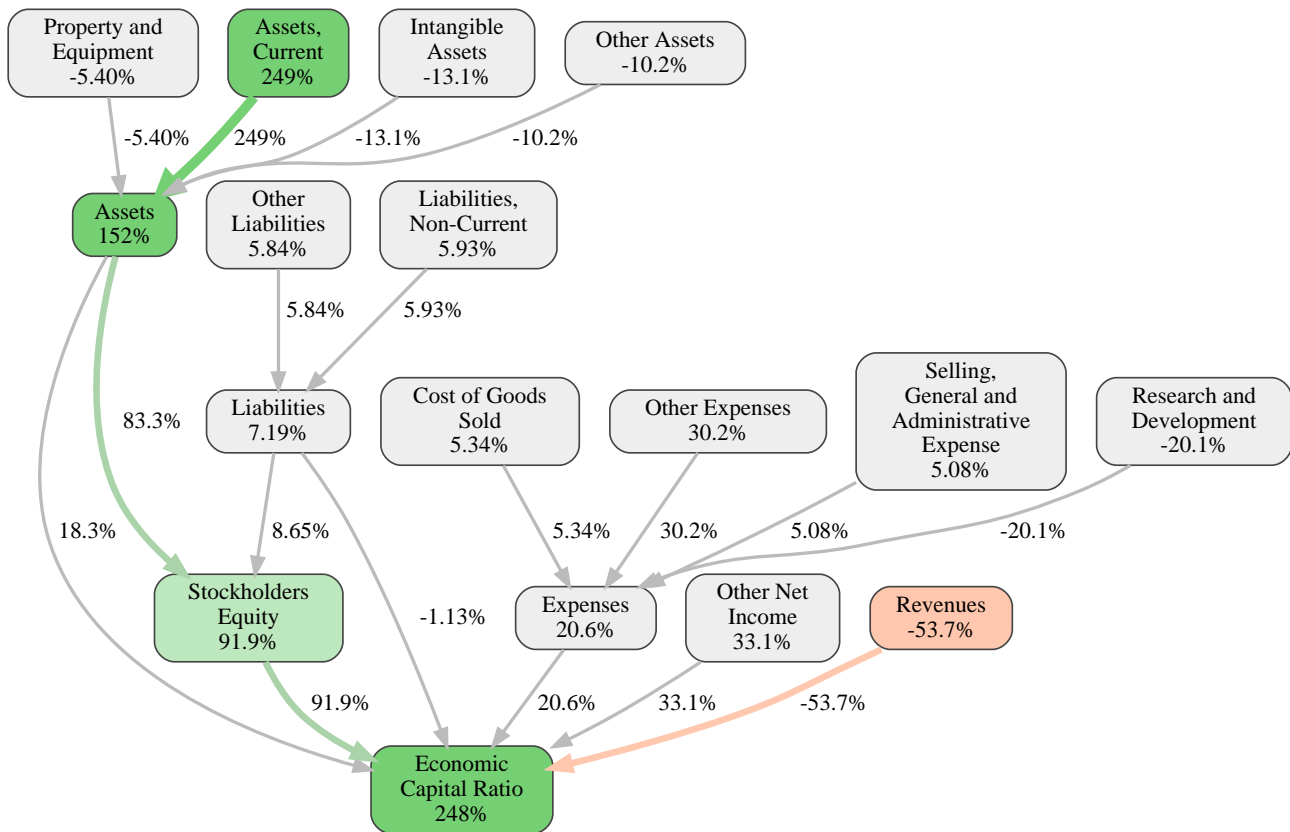 Property and
Equipment
-5.40%
Assets,
Current
249%
Intangible
Assets
-13.1%
Other Assets
-10.2%
-5.40%
249%
-13.1%
-10.2%
Assets
152%
Other
Liabilities
5.84%
Liabilities,
Non-Current
5.93%
5.84%
5.93%
83.3%
Liabilities
7.19%
Cost of Goods
Sold
5.34%
Other Expenses
30.2%
Selling,
General and
Administrative
Expense
5.08%
Research and
Development
-20.1%
18.3%
8.65%
5.34%
30.2%
5.08%
-20.1%
Stockholders
Equity
91.9%
-1.13%
Expenses
20.6%
Other Net
Income
33.1%
Revenues
-53.7%
91.9%
20.6%
33.1%
-53.7%
Economic
Capital Ratio
248%